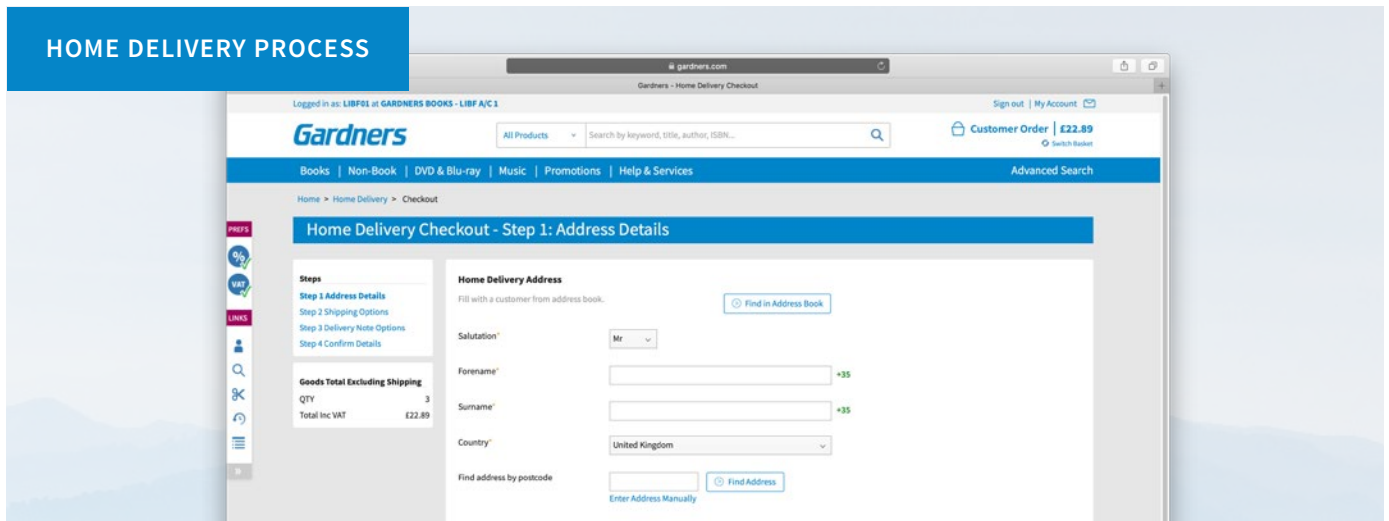 HOME DELIVERY PROCESS
gardners.com
Gardners - Home Delivery Checkout
Logged in as: LIBF01 at GARDNERS BOOKS - LIBF A/C 1
Sign out | My Account
Gardners
All Products
Search by keyword, title, author, ISBN...
Customer Order | £22.89
Switch Basket
Books | Non-Book | DVD & Blu-ray | Music | Promotions | Help & Services
Advanced Search
Home > Home Delivery > Checkout
PREFS
%
VAT
LINKS
Home Delivery Checkout - Step 1: Address Details
Steps
Step 1 Address Details
Step 2 Shipping Options
Step 3 Delivery Note Options
Step 4 Confirm Details
Goods Total Excluding Shipping
QTY 3
Total Inc VAT £22.89
Home Delivery Address
Fill with a customer from address book.
Find in Address Book
Salutation*
Mr
Forename*
+35
Surname*
+35
Country*
United Kingdom
Find address by postcode
Find Address
Enter Address Manually